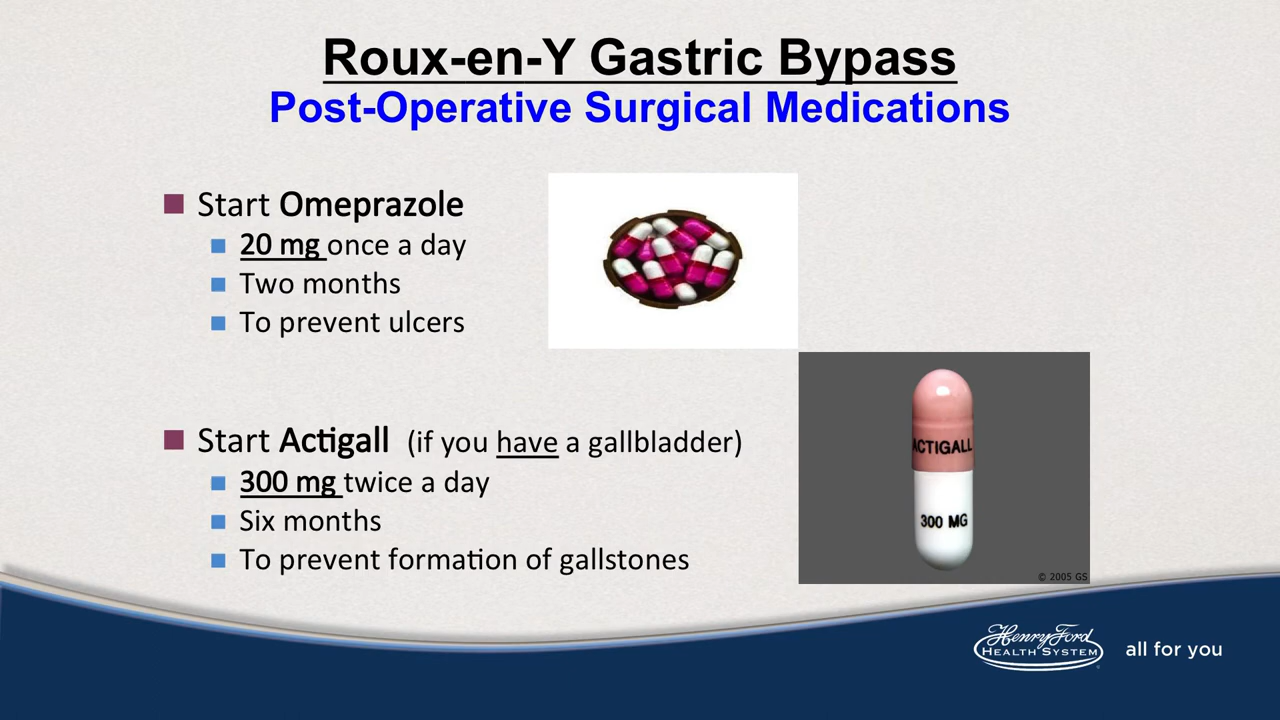 Roux-en-Y Gastric Bypass
Post-Operative Surgical Medications
Start Omeprazole
20 mg once a day
Two months
To prevent ulcers
Start Actigall (if you have a gallbladder)
300 mg twice a day
Six months
To prevent formation of gallstones
ACTIGALL
300 MG
© 2005 GS
Henry Ford
HEALTH SYSTEM
all for you